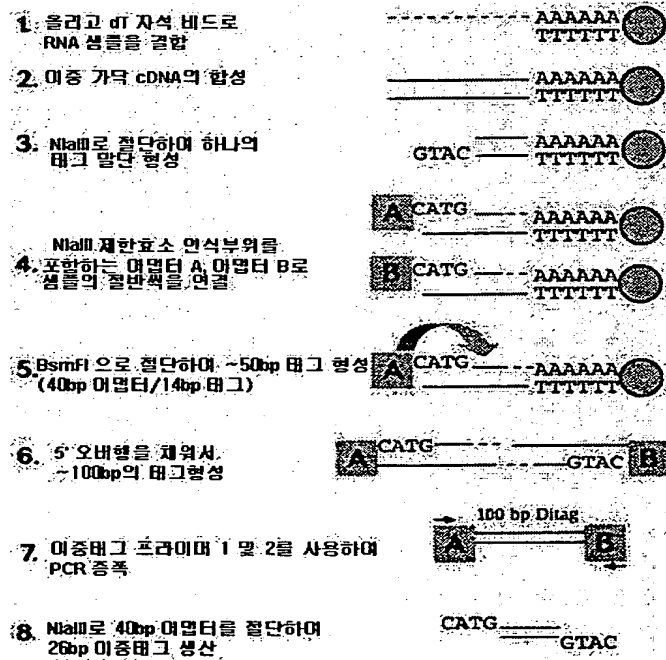 1. 올리고 dT 자석 비드로
RNA 샘플을 결합
AAAAAA
TTTTTT
2. 이중 가닥 cDNA의 합성
AAAAAA
TTTTTT
3. NlaIII로 절단하여 하나의
태그 말단 형성
GTAC
AAAAAA
TTTTTT
A CATG
AAAAAA
TTTTTT
NlaIII 제한효소 인식부위를
4. 포함하는 어댑터 A, 어댑터 B로
샘플의 절반씩을 연결
B CATG
AAAAAA
TTTTTT
5. BsmFI 으로 절단하여 ~50bp 태그 형성
(40bp 어댑터/14bp 태그)
A CATG
AAAAAA
TTTTTT
6. 5' 오버행을 채워서
~100bp의 태그형성
A CATG
GTAC B
7. 이중태그 프라이머 1 및 2를 사용하여
PCR 증폭
100 bp Ditag
A B
8. NlaIII로 40bp 어댑터를 절단하여
26bp 이중태그 생산
CATG
GTAC